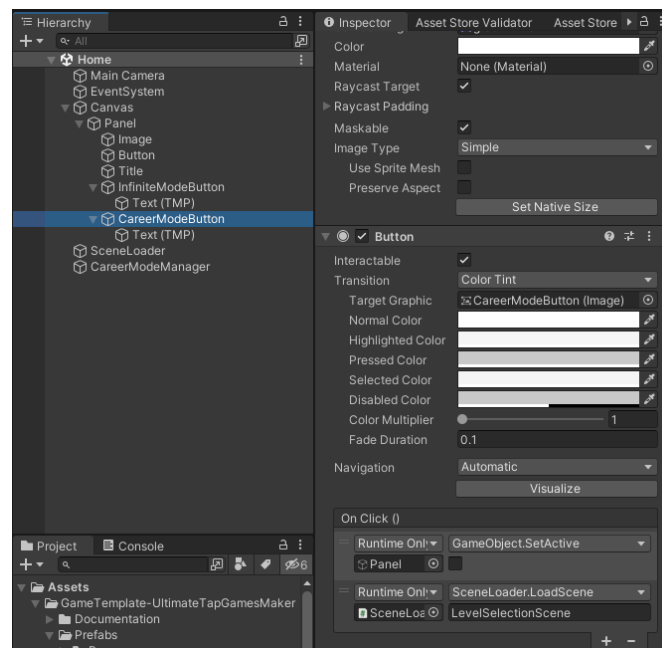 Hierarchy
All
Home
Main Camera
EventSystem
Canvas
Panel
Image
Button
Title
InfiniteModeButton
Text (TMP)
CareerModeButton
Text (TMP)
SceneLoader
CareerModeManager
Project
Console
6
Assets
GameTemplate-UltimateTapGamesMaker
Documentation
Prefabs
Inspector
Asset Store Validator
Asset Store
Color
Material
None (Material)
Raycast Target
Raycast Padding
Maskable
Image Type
Simple
Use Sprite Mesh
Preserve Aspect
Set Native Size
Button
Interactable
Transition
Color Tint
Target Graphic
CareerModeButton (Image)
Normal Color
Highlighted Color
Pressed Color
Selected Color
Disabled Color
Color Multiplier
1
Fade Duration
0.1
Navigation
Automatic
Visualize
On Click ()
Runtime Onl
GameObject.SetActive
Panel
Runtime Onl
SceneLoader.LoadScene
SceneLoa
LevelSelectionScene